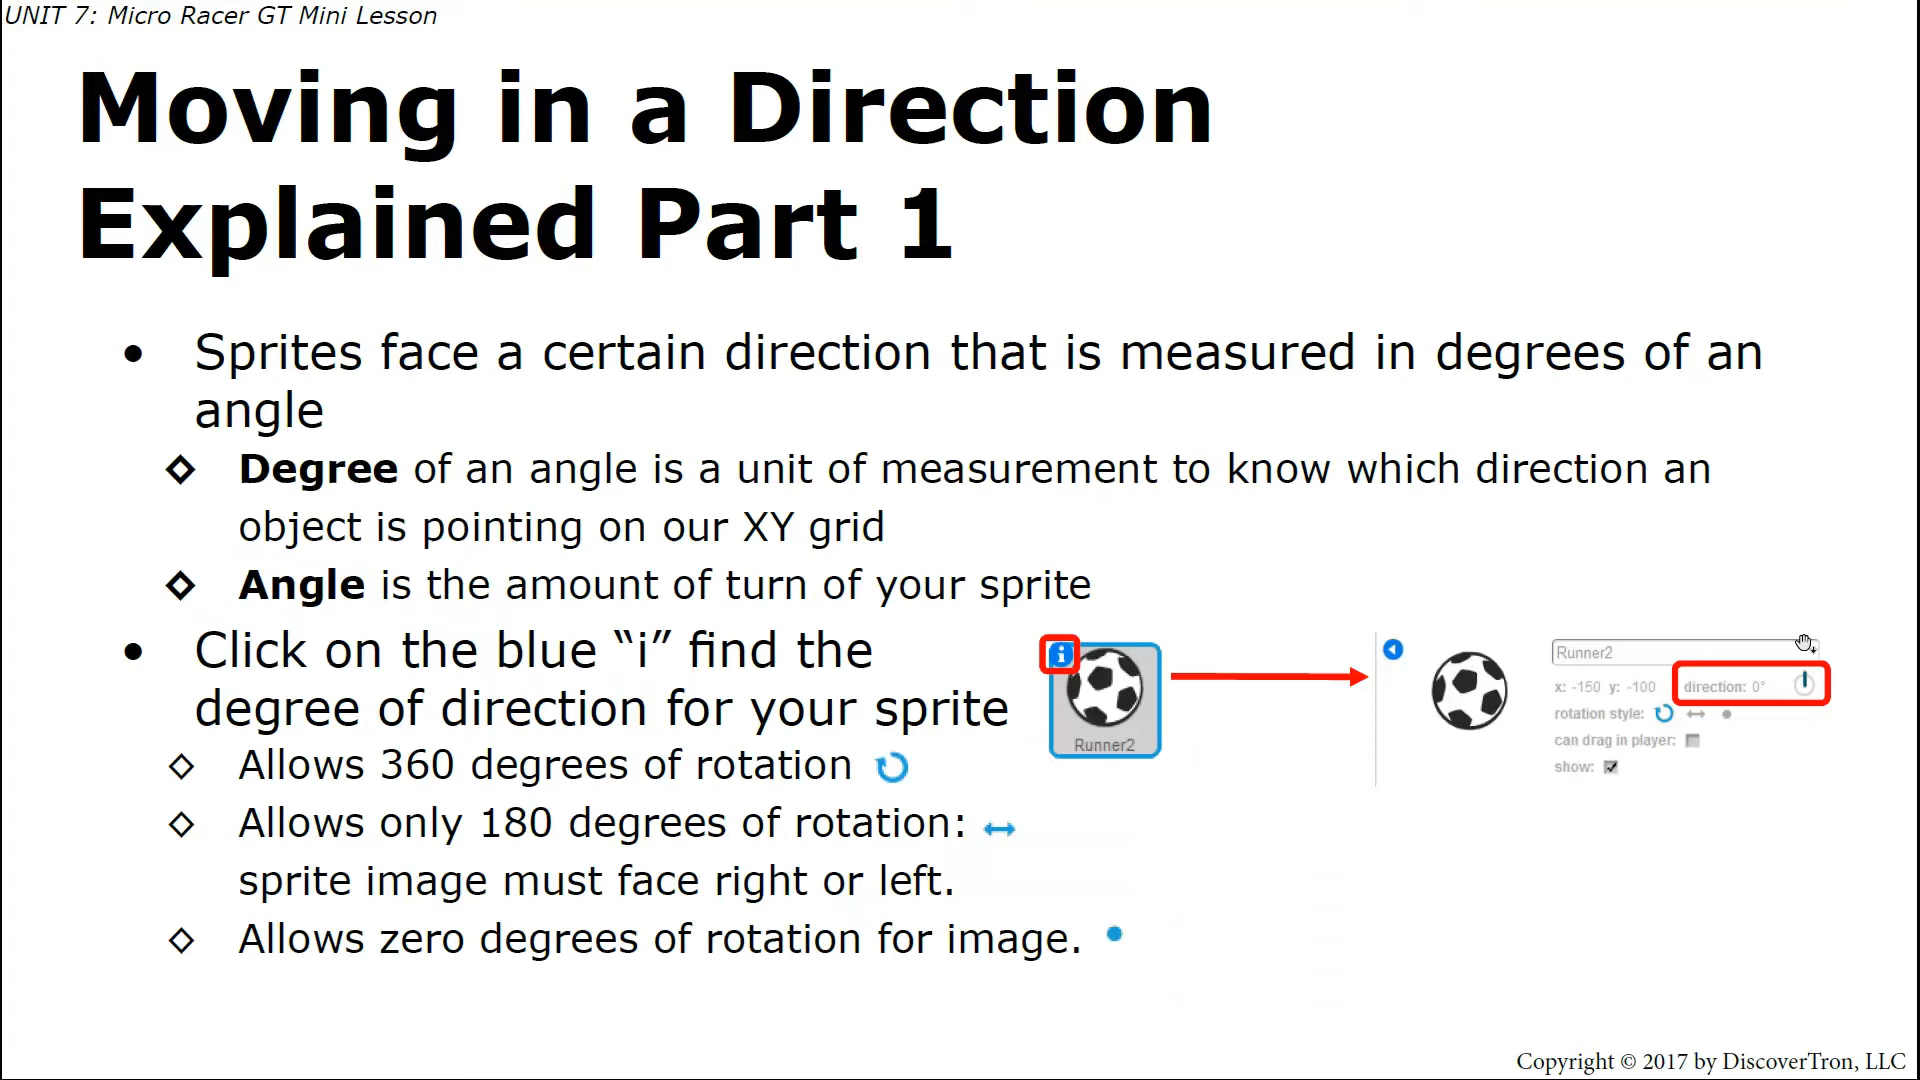 UNIT 7: Micro Racer GT Mini Lesson
Moving in a Direction
Explained Part 1
• Sprites face a certain direction that is measured in degrees of an
angle
◇ Degree of an angle is a unit of measurement to know which direction an
object is pointing on our XY grid
◇ Angle is the amount of turn of your sprite
• Click on the blue “i” find the
degree of direction for your sprite
◇ Allows 360 degrees of rotation
◇ Allows only 180 degrees of rotation:
sprite image must face right or left.
◇ Allows zero degrees of rotation for image.
i
Runner2
Runner2
x: -150 y: -100 direction: 0°
rotation style:
can drag in player:
show:
Copyright © 2017 by DiscoverTron, LLC